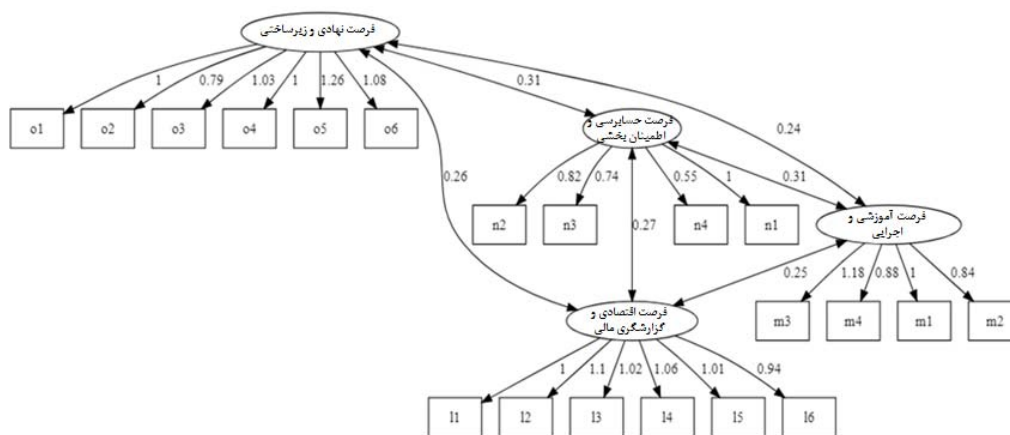 فرصت نهادی و زیرساختی
1 0.79 1.03 1 1.26 1.08
0.31
o1 o2 o3 o4 o5 o6
فرصت حسابرسی و
اطمینان بخشی
0.24
0.26
0.82 0.74 0.55 1 0.31
n2 n3 n4 n1
فرصت آموزشی و
اجرایی
0.27
0.25 1.18 0.88 1 0.84
فرصت اقتصادی و
گزارشگری مالی
m3 m4 m1 m2
1 1.1 1.02 1.06 1.01 0.94
l1 l2 l3 l4 l5 l6